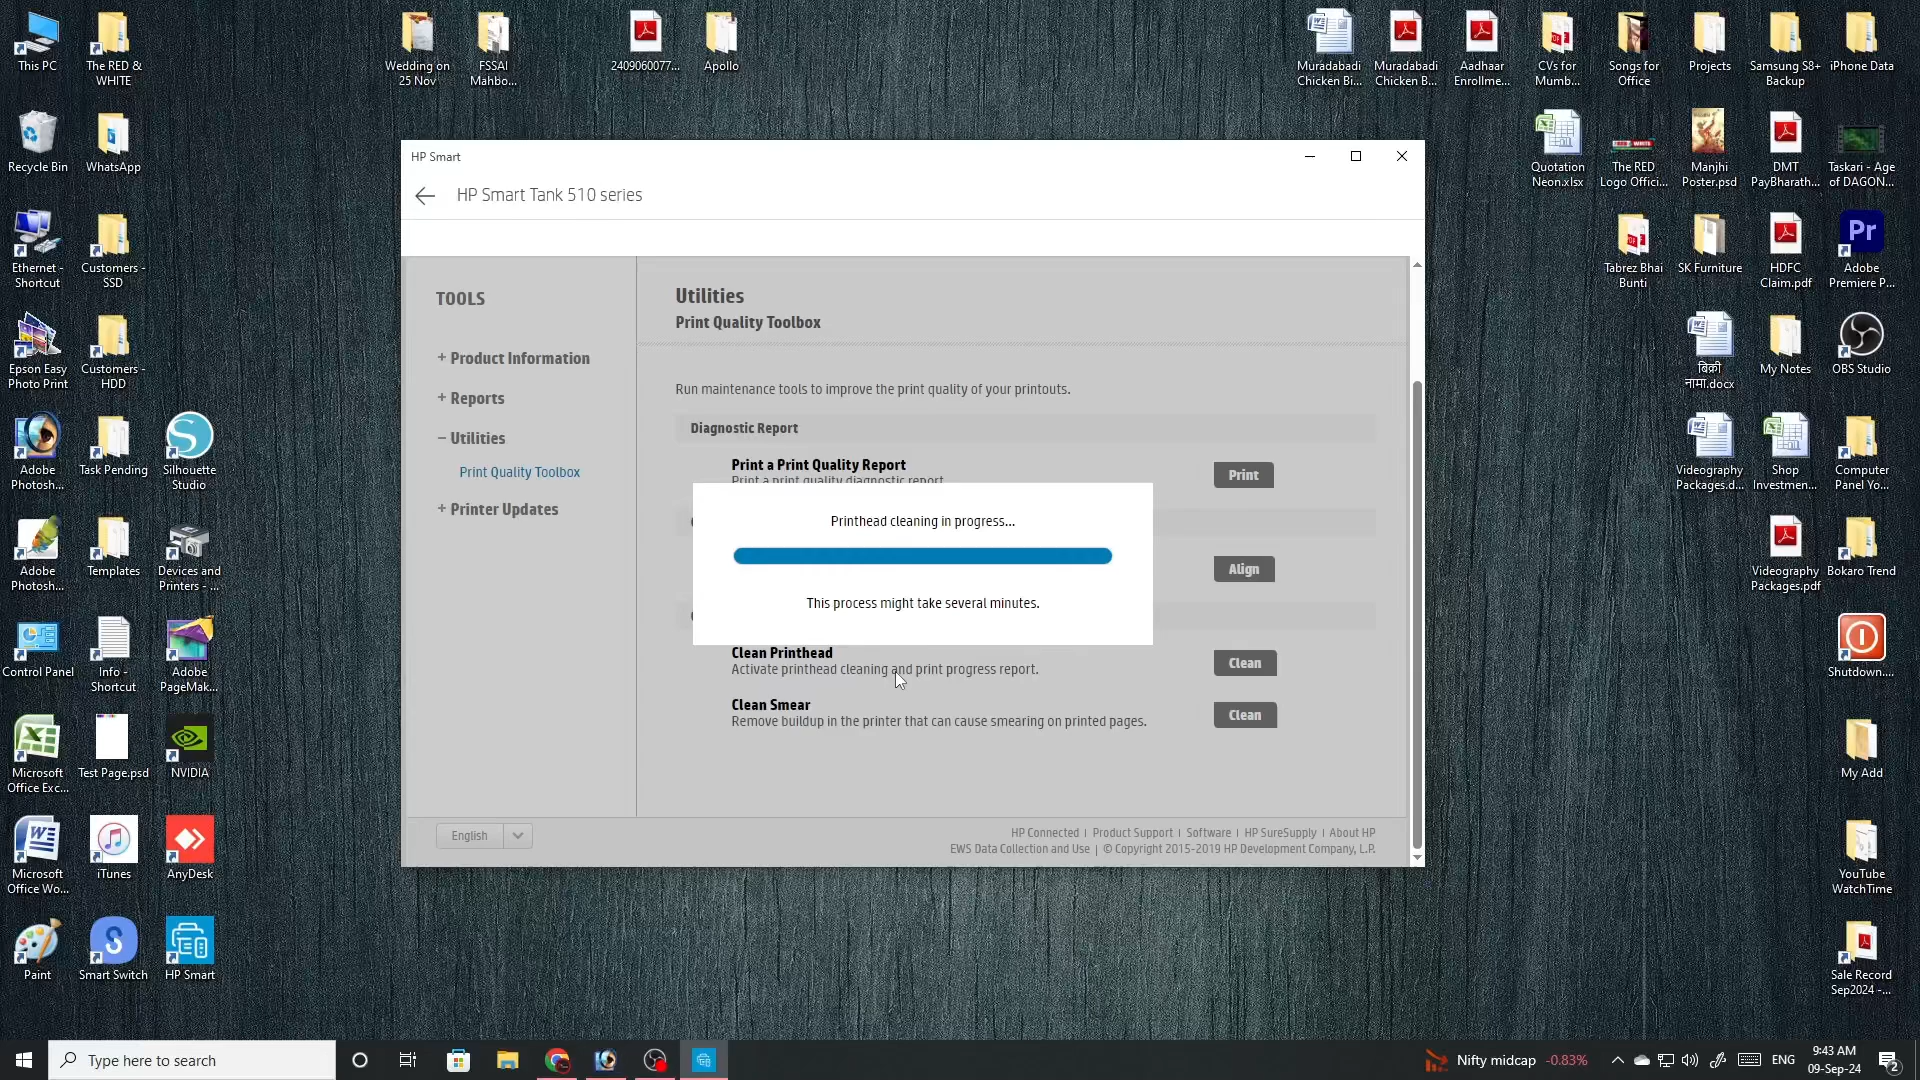 This PC
The RED &
WHITE
Wedding on
25 Nov
FSSAI
Mahbo...
2409060077...
Apollo
Muradabadi
Chicken Bi...
Muradabadi
Chicken B...
Aadhaar
Enrollme...
CVs for
Mumb...
Songs for
Office
Projects
Samsung S8+
Backup
iPhone Data
Recycle Bin
WhatsApp
Quotation
Neon.xlsx
The RED
Logo Offici...
Manjhi
Poster.psd
DMT
PayBharath...
Taskari - Age
of DAGON...
Ethernet -
Shortcut
Customers -
SSD
Tabrez Bhai
Bunti
SK Furniture
HDFC
Claim.pdf
Pr
Adobe
Premiere P...
Epson Easy
Photo Print
Customers -
HDD
बिक्री
नामा.docx
My Notes
OBS Studio
Adobe
Photosh...
Task Pending
Silhouette
Studio
Videography
Packages.d...
Shop
Investmen...
Computer
Panel Yo...
Adobe
Photosh...
Templates
Devices and
Printers - ...
Videography
Packages.pdf
Bokaro Trend
Control Panel
Info -
Shortcut
Adobe
PageMak...
Shutdown....
Microsoft
Office Exc...
Test Page.psd
NVIDIA
My Add
Microsoft
Office Wo...
iTunes
AnyDesk
YouTube
WatchTime
Paint
Smart Switch
HP Smart
Sale Record
Sep2024 -...
HP Smart
HP Smart Tank 510 series
TOOLS
+ Product Information
+ Reports
− Utilities
Print Quality Toolbox
+ Printer Updates
Utilities
Print Quality Toolbox
Run maintenance tools to improve the print quality of your printouts.
Diagnostic Report
Print a Print Quality Report
Print a print quality diagnostic report
Print
Printhead cleaning in progress...
This process might take several minutes.
Align
Clean Printhead
Activate printhead cleaning and print progress report.
Clean
Clean Smear
Remove buildup in the printer that can cause smearing on printed pages.
Clean
English
HP Connected | Product Support | Software | HP SureSupply | About HP
EWS Data Collection and Use | © Copyright 2015-2019 HP Development Company, L.P.
Type here to search
Nifty midcap -0.83%
ENG
9:43 AM
09-Sep-24
2